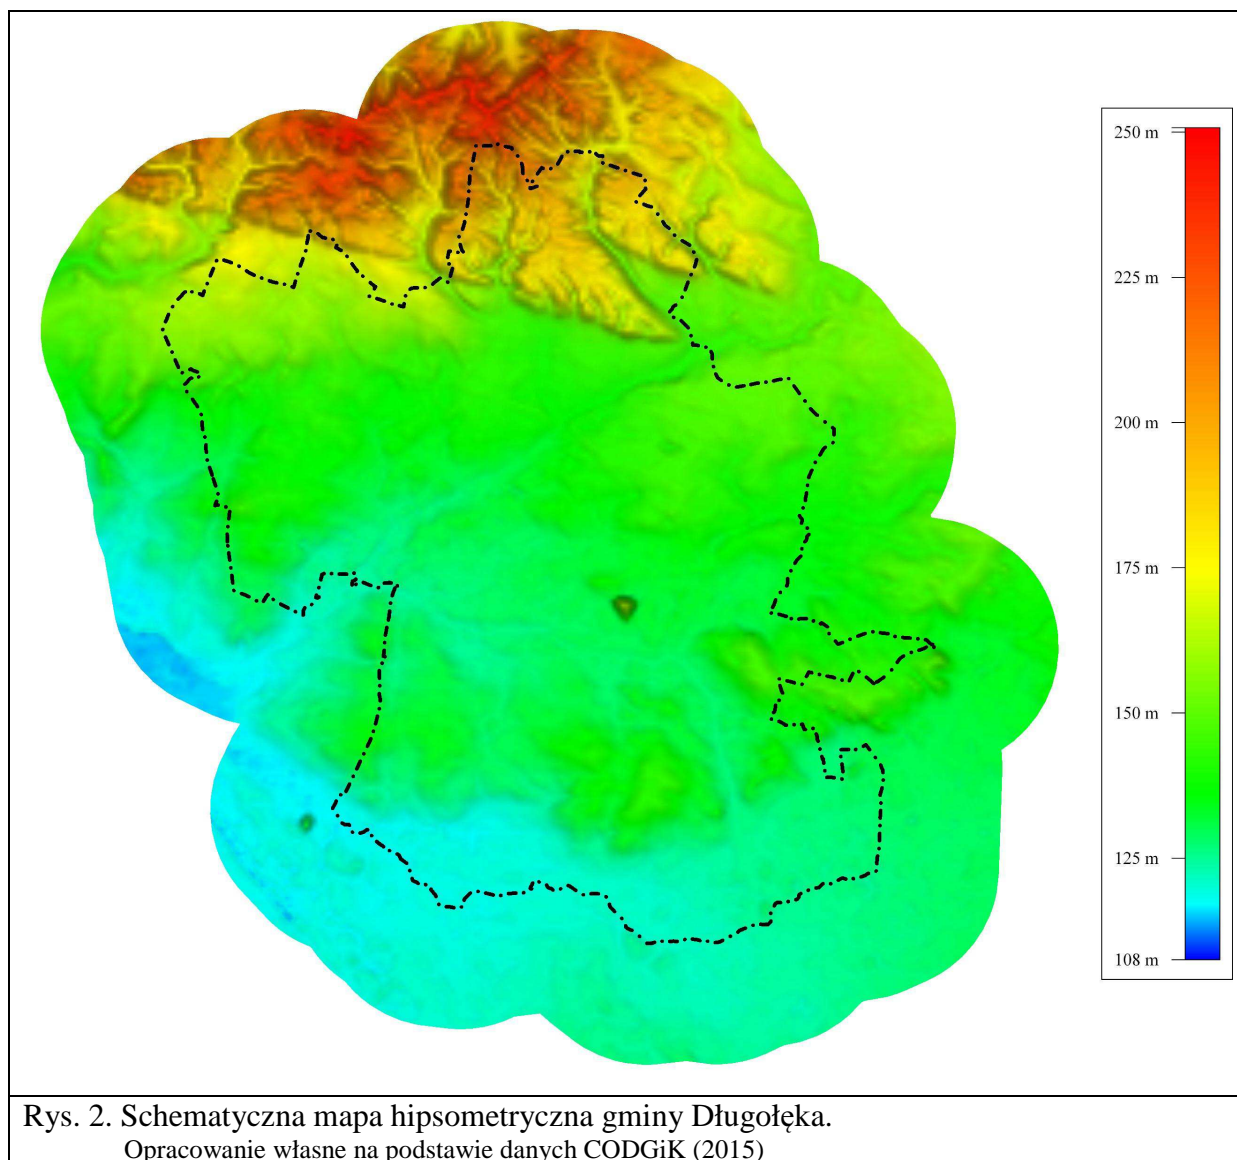 250 m
225 m
200 m
175 m
150 m
125 m
108 m
Rys. 2. Schematyczna mapa hipsometryczna gminy Długołęka.
Opracowanie własne na podstawie danych CODGiK (2015)